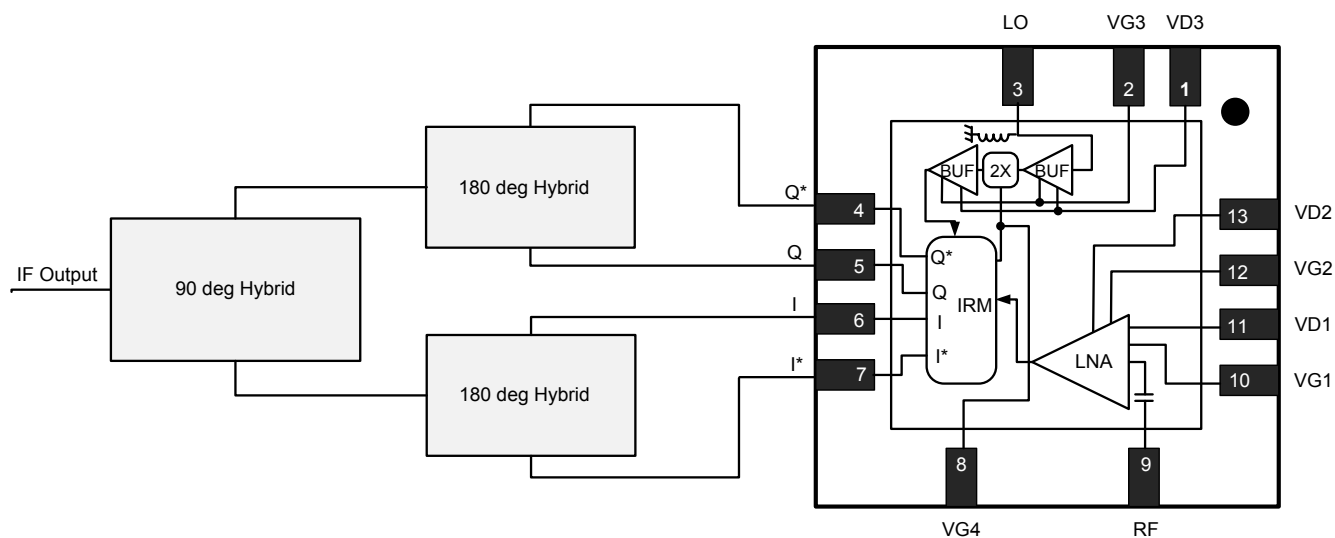 LO VG3 VD3
3 2 1
180 deg Hybrid
BUF 2X BUF
Q* 4
13 VD2
Q*
Q 5
12 VG2
IF Output
90 deg Hybrid
Q
IRM
I 6
I
11 VD1
I* 7
I*
LNA
180 deg Hybrid
10 VG1
8 9
VG4 RF